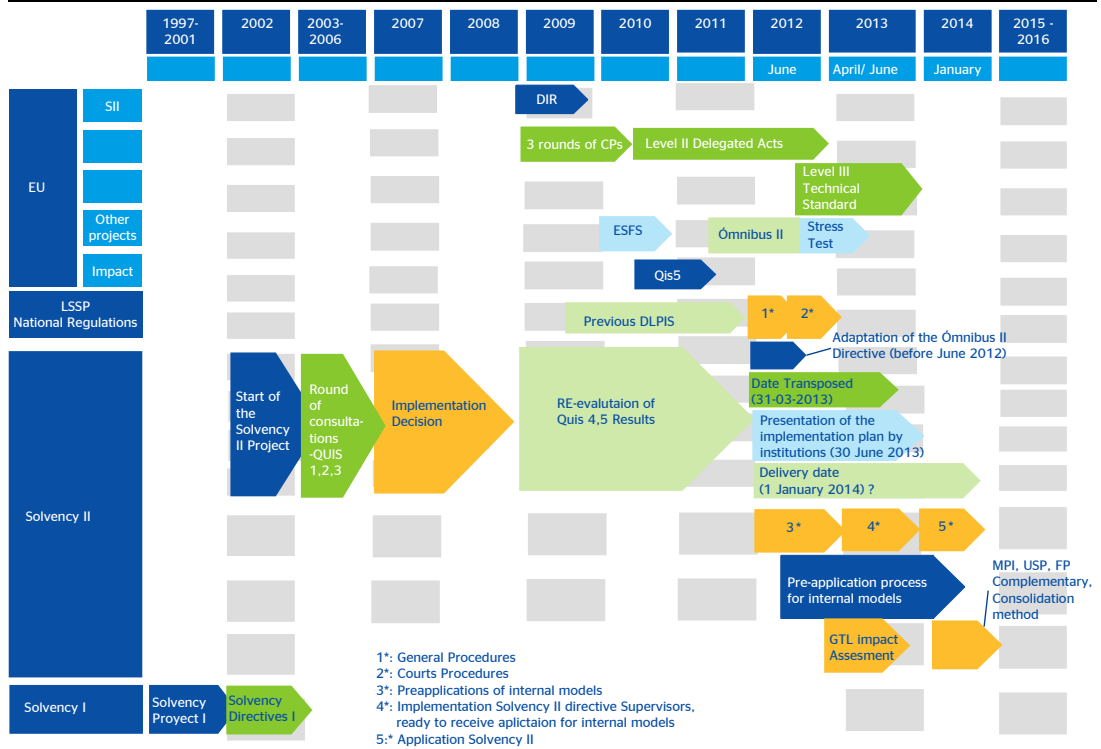 1997-
2001
2002
2003-
2006
2007
2008
2009
2010
2011
2012
2013
2014
2015 -
2016
June
April/ June
January
EU
SII
Other
projects
Impact
DIR
3 rounds of CPs
Level II Delegated Acts
Level III
Technical
Standard
ESFS
Ómnibus II
Stress
Test
Qis5
LSSP
National Regulations
Previous DLPIS
1*
2*
Adaptation of the Ómnibus II
Directive (before June 2012)
Solvency II
Start of
the
Solvency
II Project
Round
of
consulta-
tions
-QUIS
1,2,3
Implementation
Decision
RE-evalutaion of
Quis 4,5 Results
Date Transposed
(31-03-2013)
Presentation of the
implementation plan by
institutions (30 June 2013)
Delivery date
(1 January 2014) ?
3*
4*
5*
Pre-application process
for internal models
MPI, USP, FP
Complementary,
Consolidation
method
GTL impact
Assesment
1*: General Procedures
2*: Courts Procedures
3*: Preapplications of internal models
4*: Implementation Solvency II directive Supervisors,
ready to receive aplictaion for internal models
5:* Application Solvency II
Solvency I
Solvency
Proyect I
Solvency
Directives I